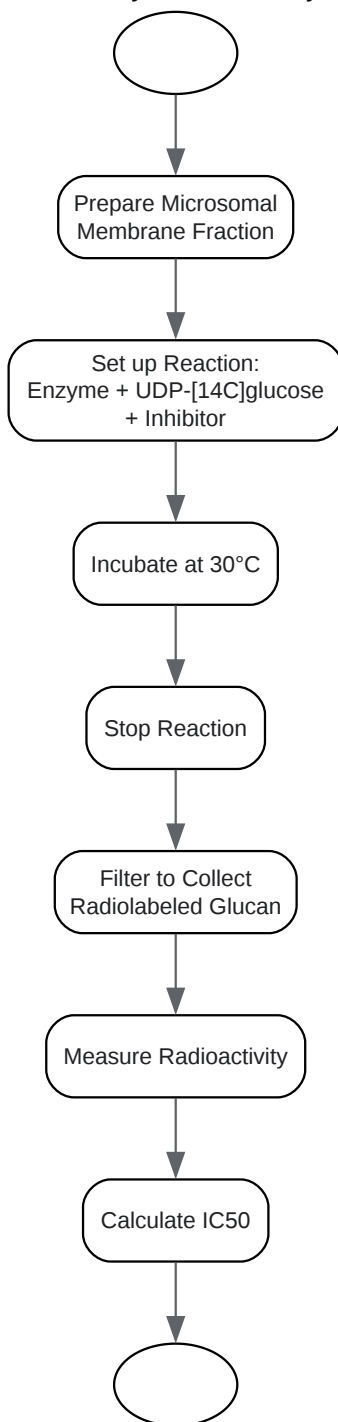 Prepare Microsomal
Membrane Fraction
Set up Reaction:
Enzyme + UDP-[14C]glucose
+ Inhibitor
Incubate at 30°C
Stop Reaction
Filter to Collect
Radiolabeled Glucan
Measure Radioactivity
Calculate IC50